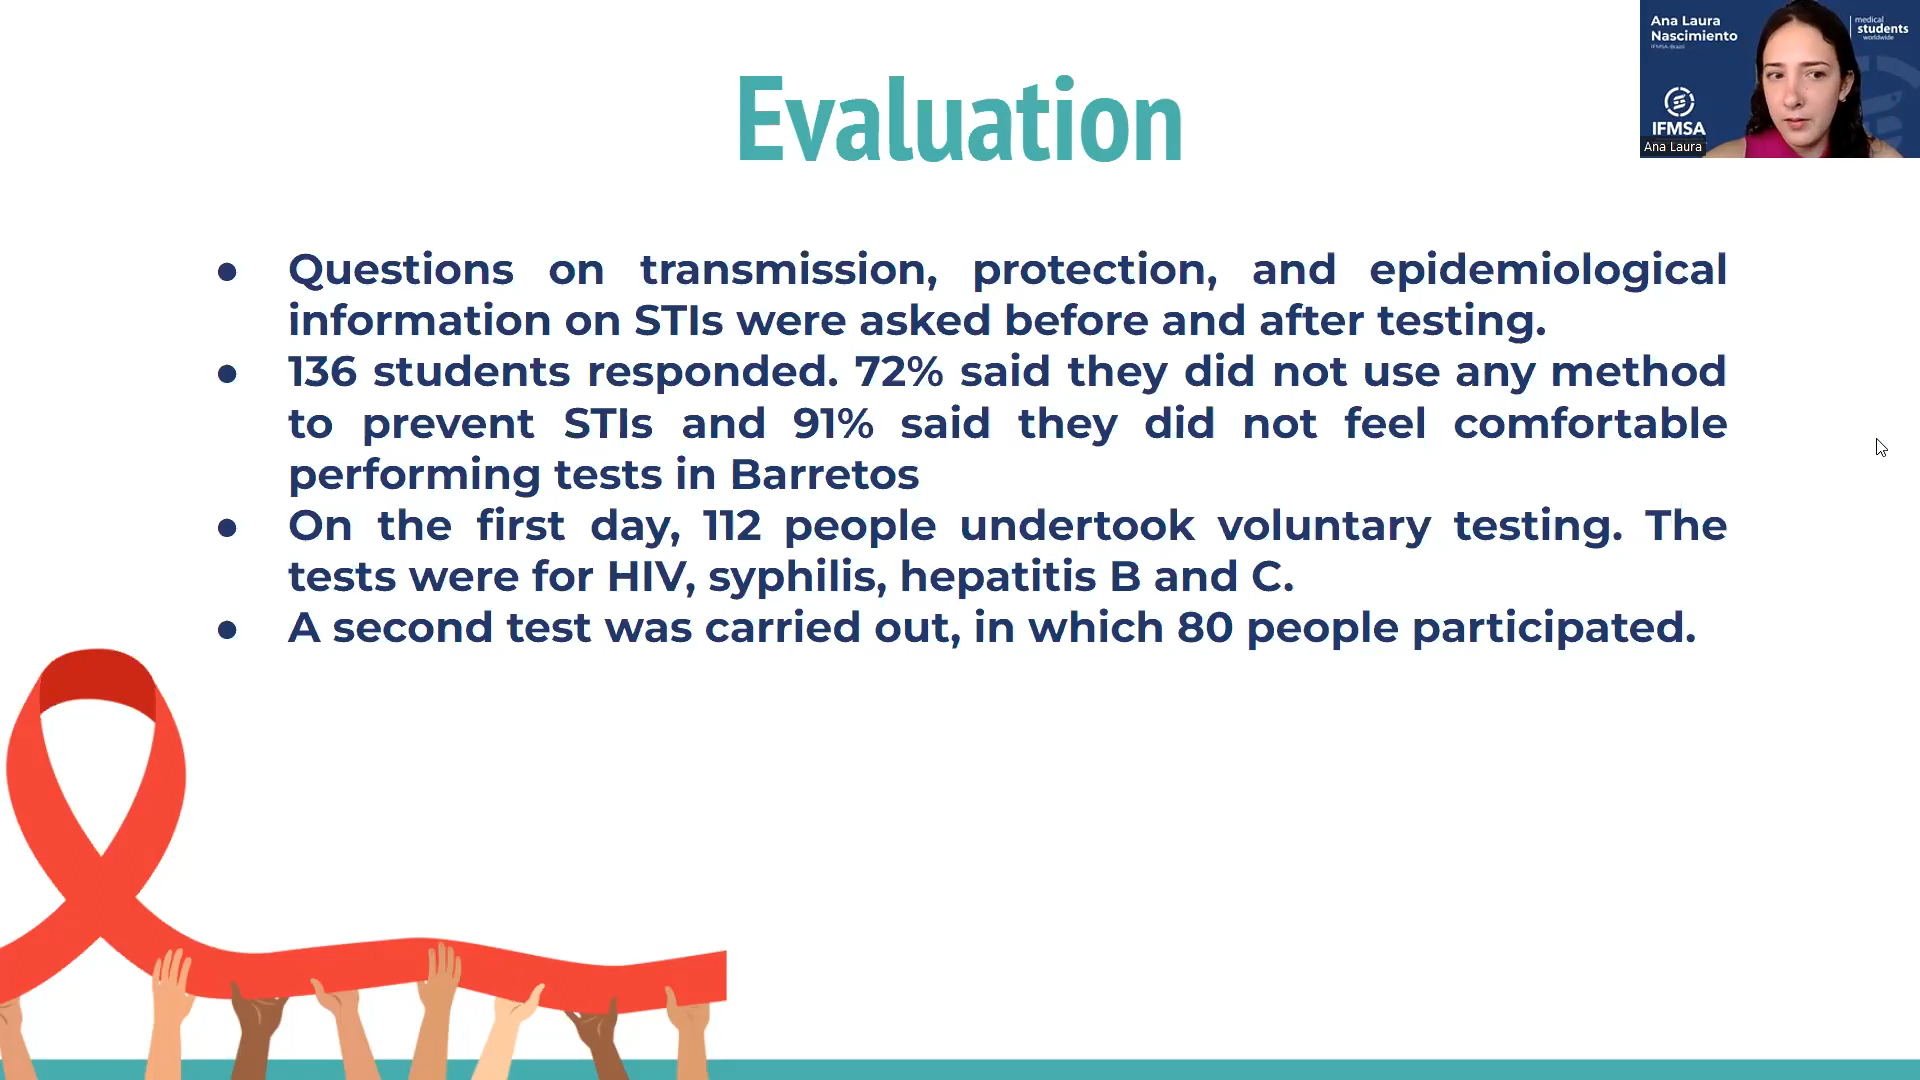 Evaluation
● Questions on transmission, protection, and epidemiological
information on STIs were asked before and after testing.
● 136 students responded. 72% said they did not use any method
to prevent STIs and 91% said they did not feel comfortable
performing tests in Barretos
● On the first day, 112 people undertook voluntary testing. The
tests were for HIV, syphilis, hepatitis B and C.
● A second test was carried out, in which 80 people participated.
Ana Laura
Nascimiento
IFMSA Brazil
medical
students
worldwide
IFMSA
Ana Laura